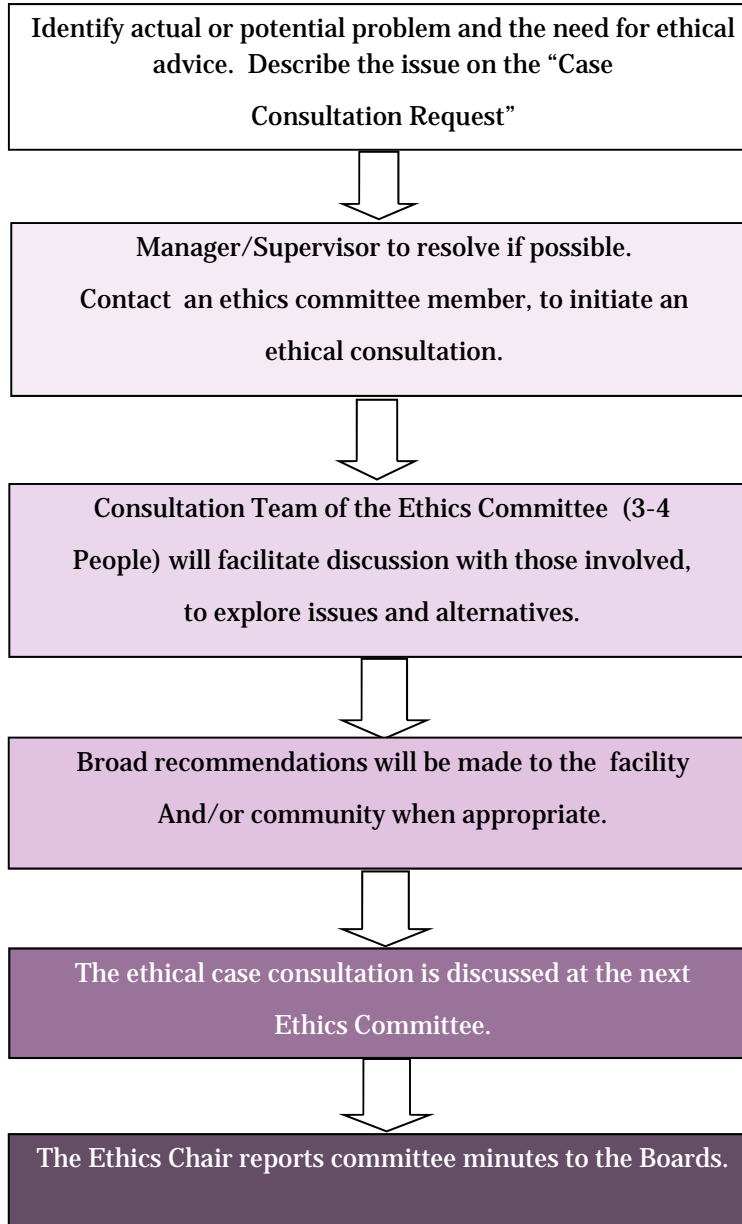 Identify actual or potential problem and the need for ethical
advice.  Describe the issue on the “Case
Consultation Request”
Manager/Supervisor to resolve if possible.
Contact  an ethics committee member, to initiate an
ethical consultation.
Consultation Team of the Ethics Committee  (3-4
People) will facilitate discussion with those involved,
to explore issues and alternatives.
Broad recommendations will be made to the  facility
And/or community when appropriate.
The ethical case consultation is discussed at the next
Ethics Committee.
The Ethics Chair reports committee minutes to the Boards.